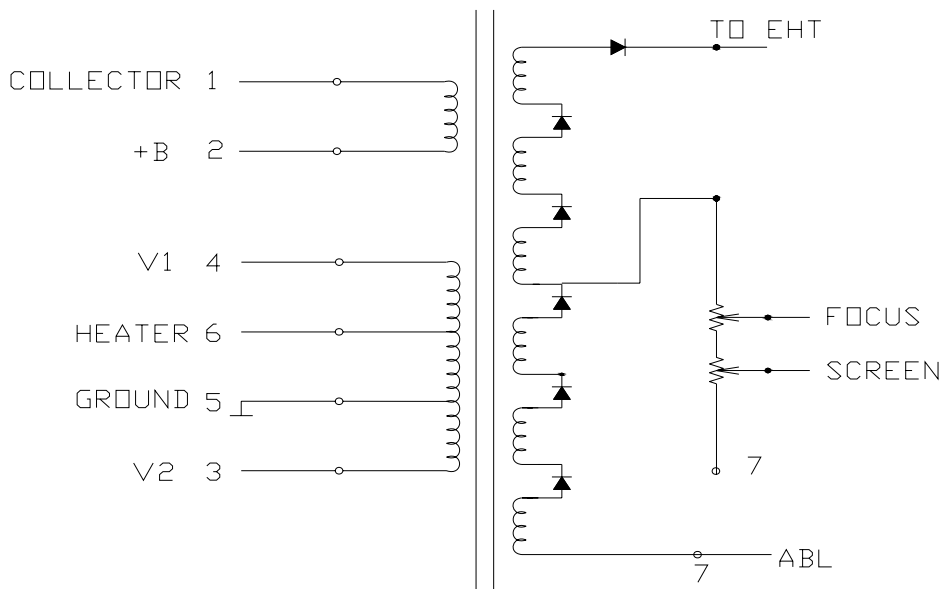 TO EHT
COLLECTOR 1
+B 2
V1 4
HEATER 6
FOCUS
SCREEN
GROUND 5
V2 3
7
ABL
7